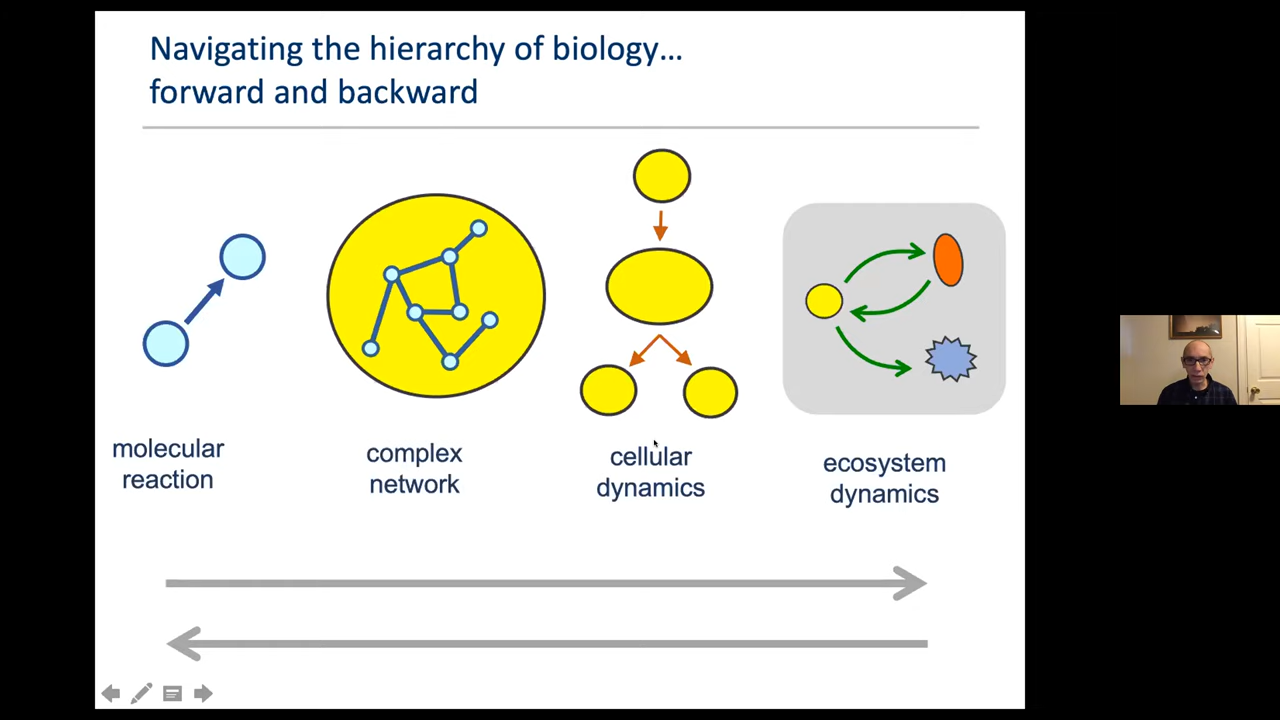 Navigating the hierarchy of biology...
forward and backward
molecular
reaction
complex
network
cellular
dynamics
ecosystem
dynamics